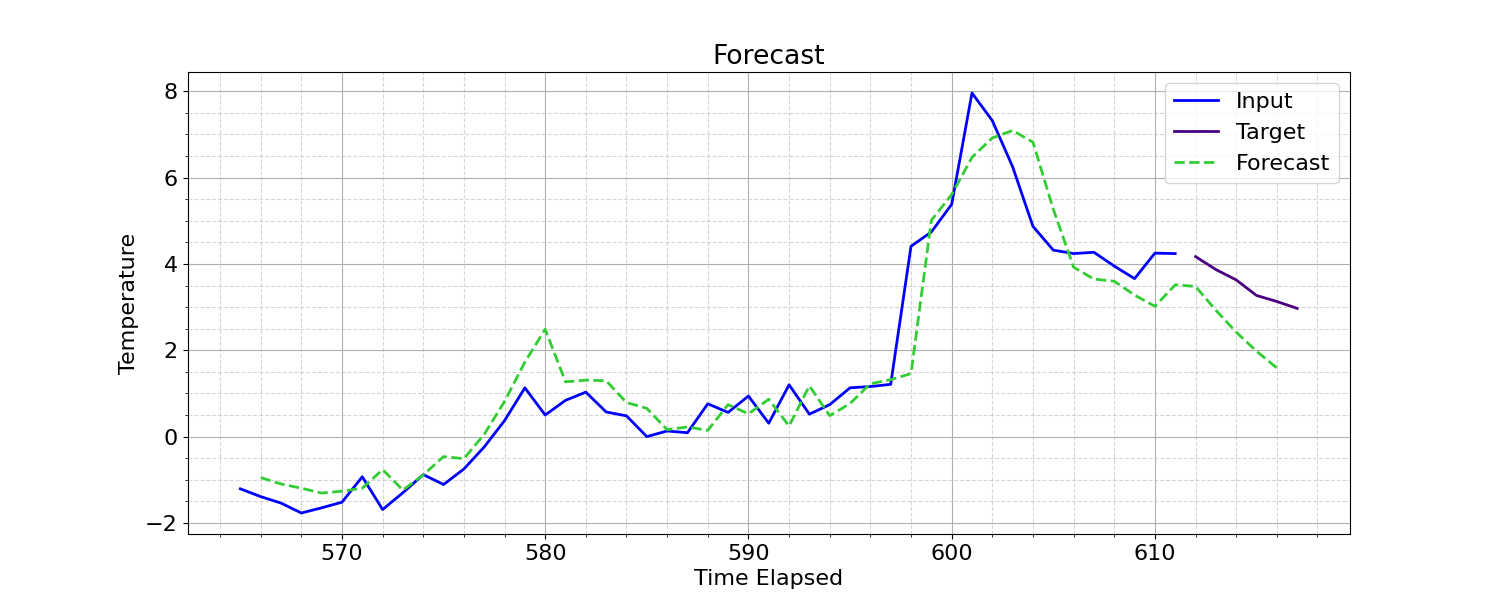 Forecast
8
6
4
2
0
−2
Temperature
Input
Target
Forecast
570 580 590 600 610
Time Elapsed